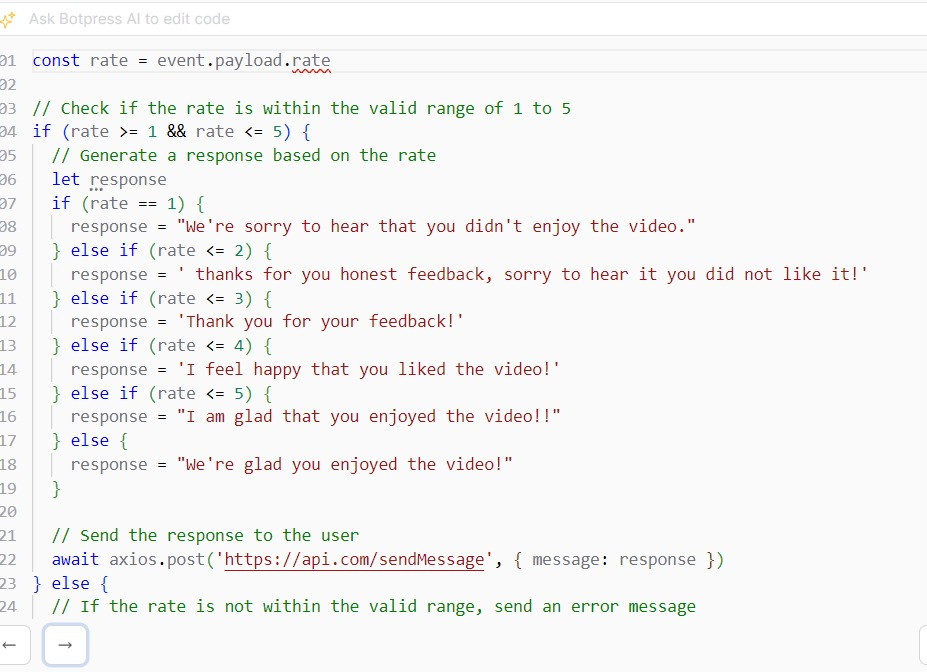 Ask Botpress AI to edit code
01 const rate = event.payload.rate
02
03 // Check if the rate is within the valid range of 1 to 5
04 if (rate >= 1 && rate <= 5) {
05   // Generate a response based on the rate
06   let response
07   if (rate == 1) {
08     response = "We're sorry to hear that you didn't enjoy the video."
09   } else if (rate <= 2) {
10     response = ' thanks for you honest feedback, sorry to hear it you did not like it!'
11   } else if (rate <= 3) {
12     response = 'Thank you for your feedback!'
13   } else if (rate <= 4) {
14     response = 'I feel happy that you liked the video!'
15   } else if (rate <= 5) {
16     response = "I am glad that you enjoyed the video!!"
17   } else {
18     response = "We're glad you enjoyed the video!"
19   }
20
21   // Send the response to the user
22   await axios.post('https://api.com/sendMessage', { message: response })
23 } else {
24   // If the rate is not within the valid range, send an error message